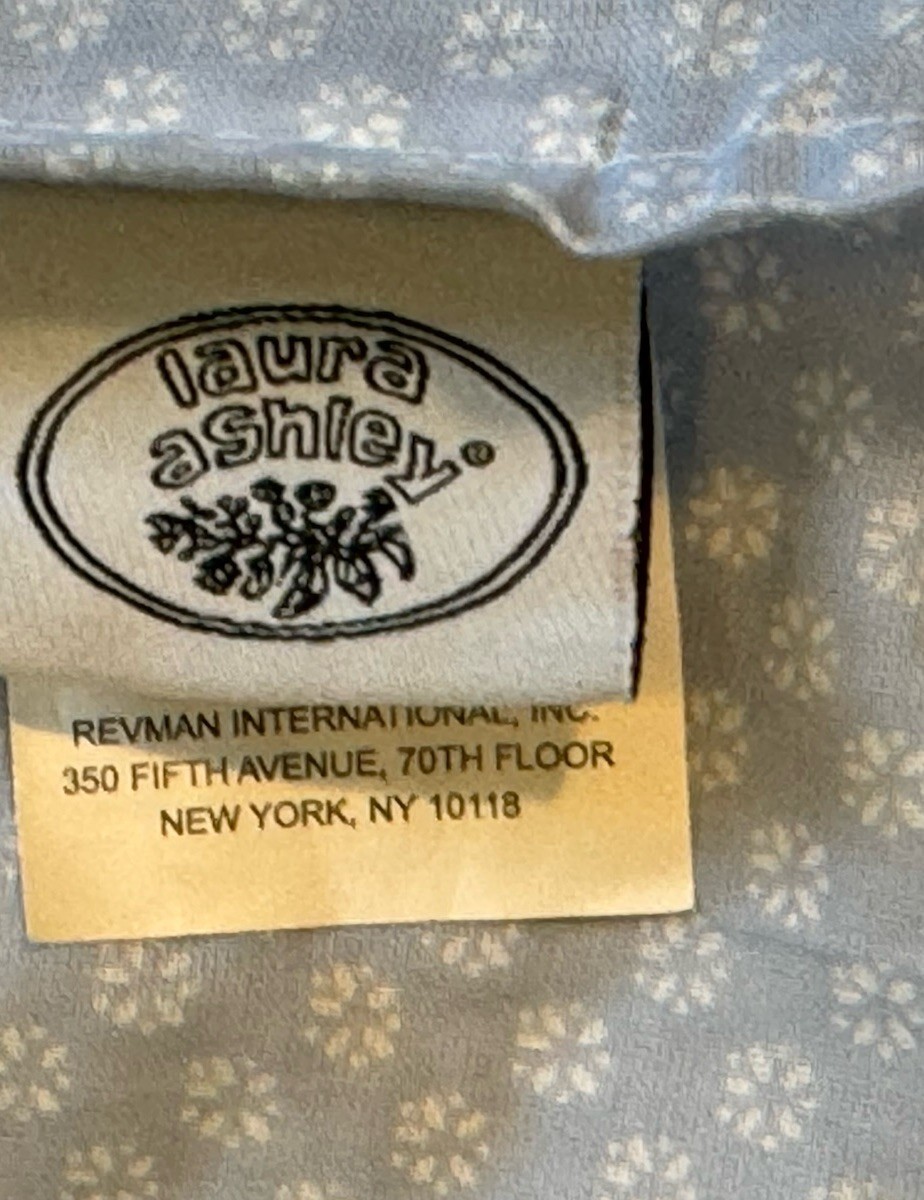 laura
ashley®
REVMAN INTERNATIONAL, INC.
350 FIFTH AVENUE, 70TH FLOOR
NEW YORK, NY 10118